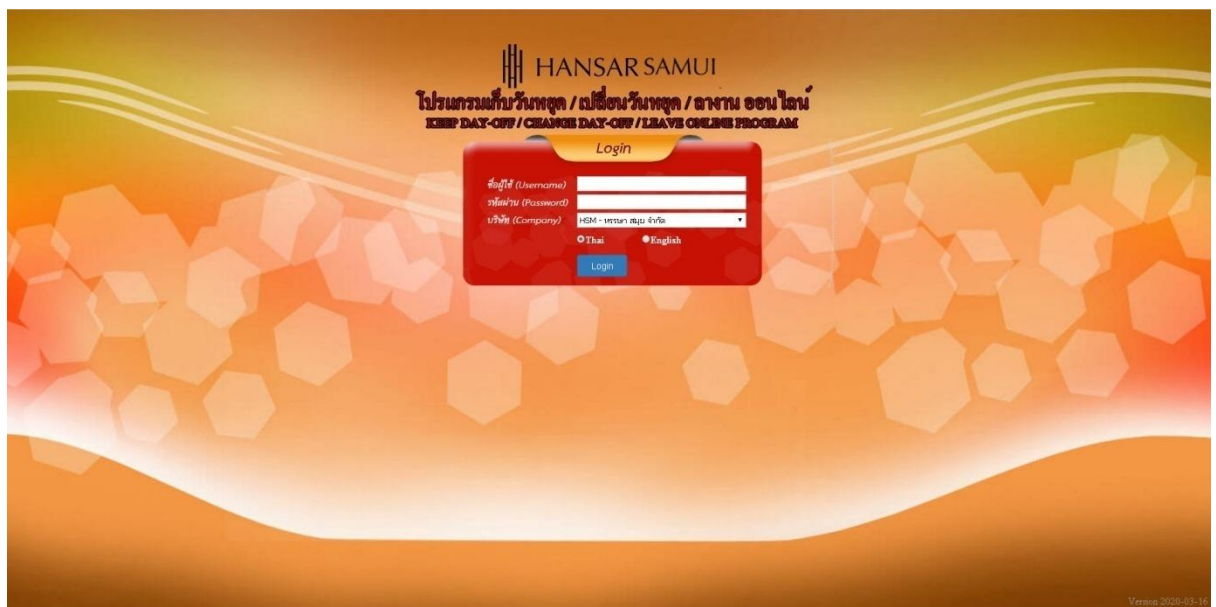 HANSAR SAMUI
โปรแกรมเก็บวันหยุด / เปลี่ยนวันหยุด / ลางาน ออนไลน์
KEEP DAY-OFF / CHANGE DAY-OFF / LEAVE ONLINE PROGRAM
Login
ชื่อผู้ใช้ (Username)
รหัสผ่าน (Password)
บริษัท (Company) HSM - หรรษา สมุย จำกัด
Thai English
Login
Version 2020-03-16